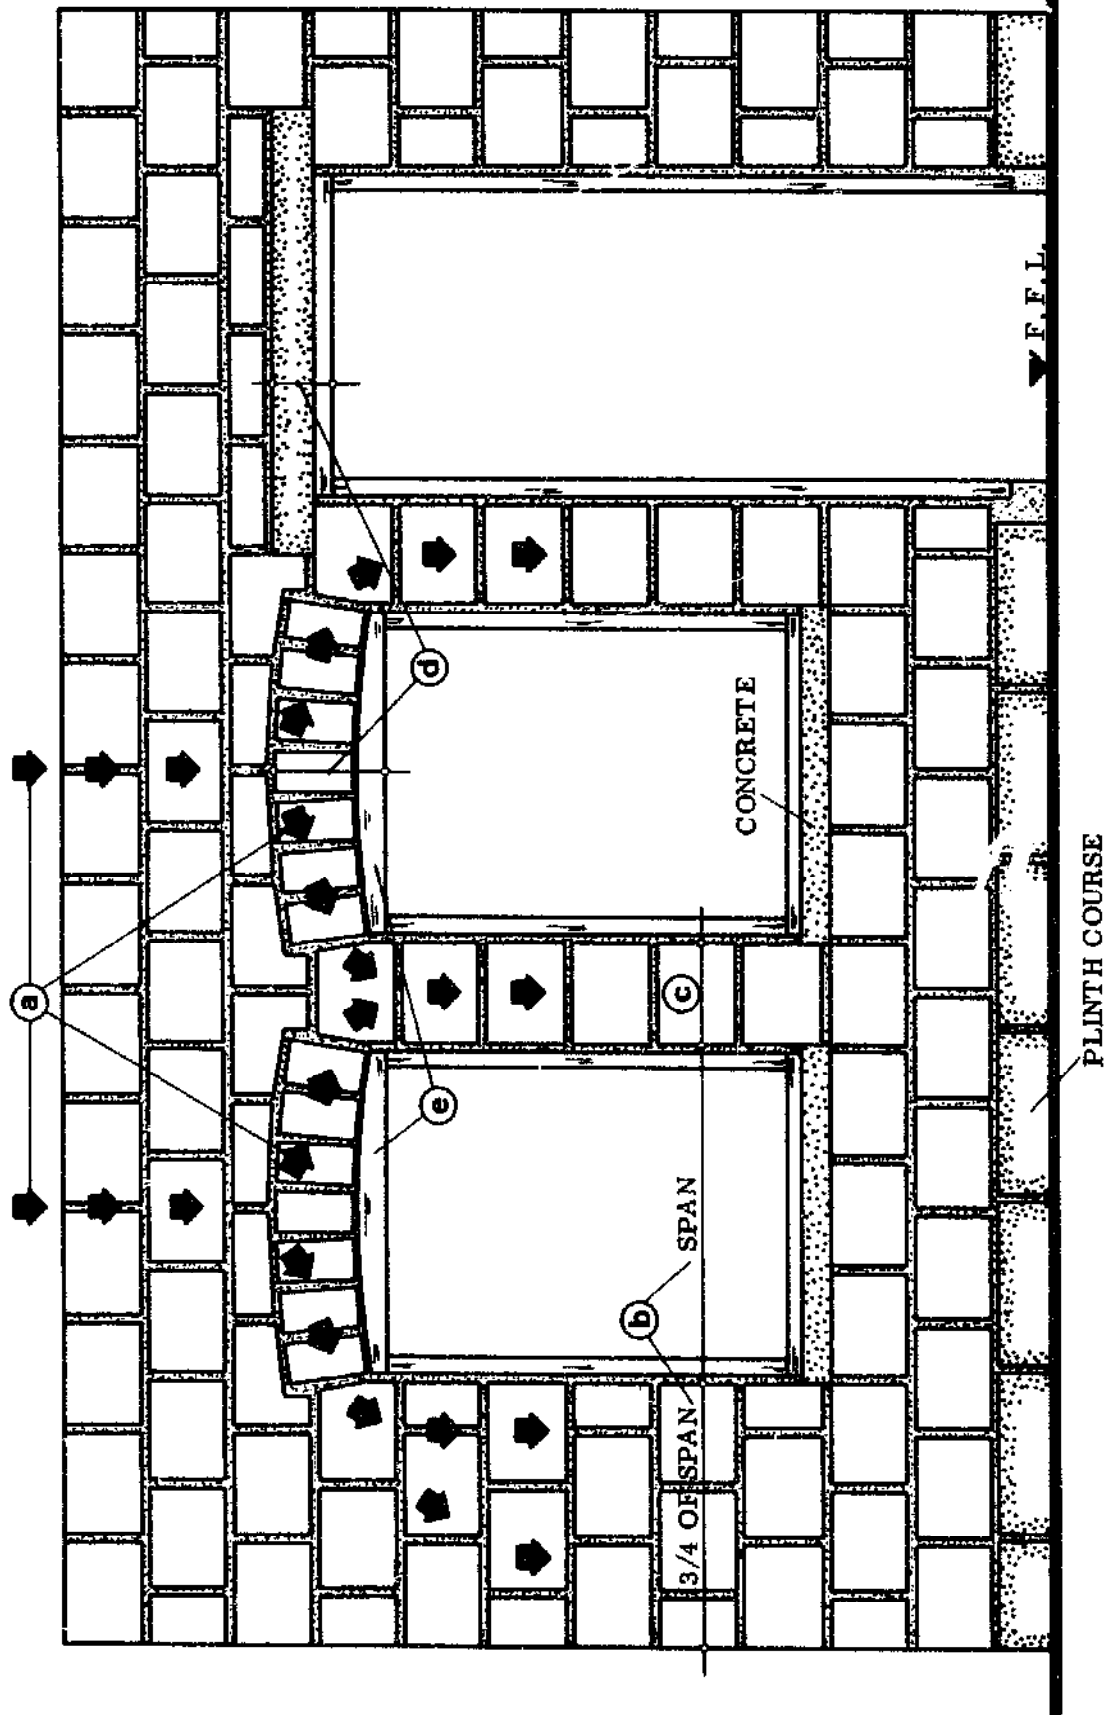 a
d
e
b
c
SPAN
3/4 OF SPAN
CONCRETE
F.F.L.
PLINTH COURSE